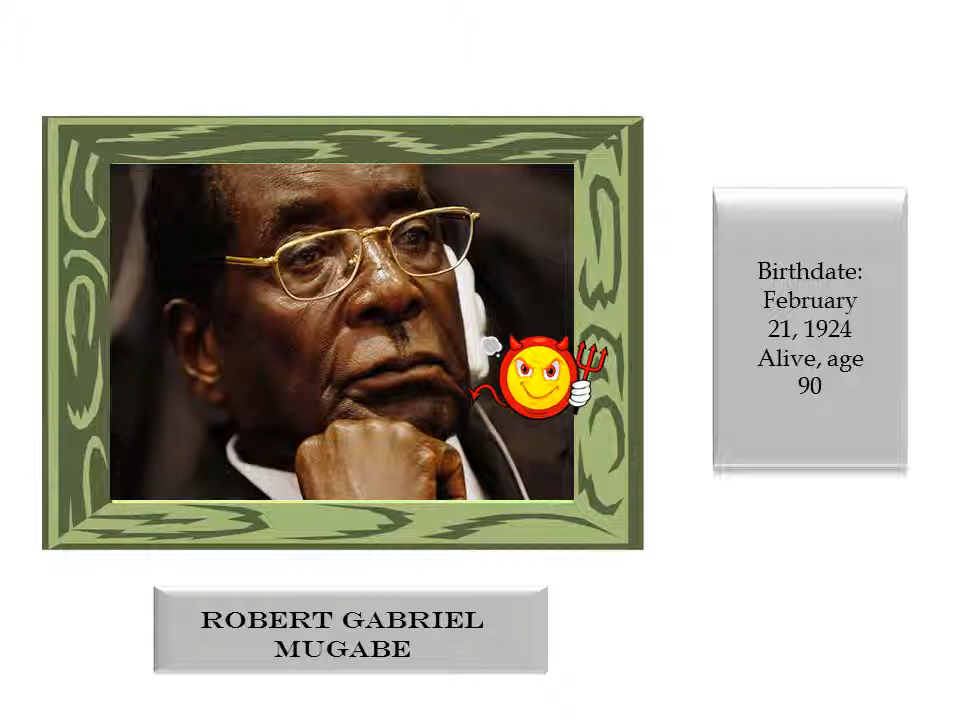 Birthdate:
February
21, 1924
Alive, age
90
ROBERT GABRIEL
MUGABE